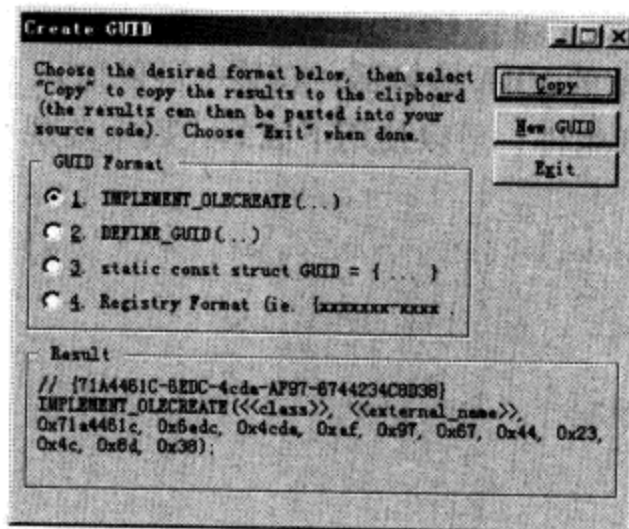 Create GUID
Choose the desired format below, then select
"Copy" to copy the results to the clipboard
(the results can then be pasted into your
source code). Choose "Exit" when done.
Copy
New GUID
Exit
GUID Format
1. IMPLEMENT_OLECREATE(...)
2. DEFINE_GUID(...)
3. static const struct GUID = { ... }
4. Registry Format (ie. {xxxxxxx-xxxx .
Result
// {71A4461C-6EDC-4cda-AF97-6744234C8D38}
IMPLEMENT_OLECREATE(<<class>>, <<external_name>>,
0x71a4461c, 0x6edc, 0x4cda, 0xaf, 0x97, 0x67, 0x44, 0x23,
0x4c, 0x8d, 0x38);